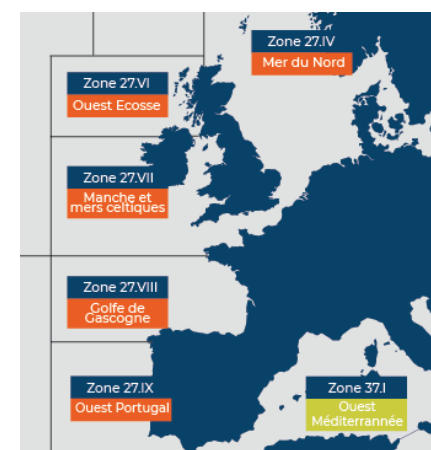 Zone 27.IV
Mer du Nord
Zone 27.VI
Ouest Ecosse
Zone 27.VII
Manche et
mers celtiques
Zone 27.VIII
Golfe de
Gascogne
Zone 27.IX
Ouest Portugal
Zone 37.I
Ouest
Méditerrannée